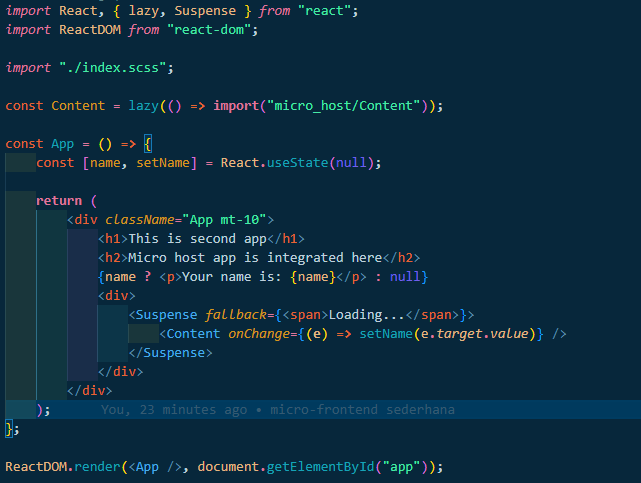 import React, { lazy, Suspense } from "react";
import ReactDOM from "react-dom";
import "./index.scss";
const Content = lazy(() => import("micro_host/Content"));
const App = () => {
const [name, setName] = React.useState(null);
return (
<div className="App mt-10">
<h1>This is second app</h1>
<h2>Micro host app is integrated here</h2>
{name ? <p>Your name is: {name}</p> : null}
<div>
<Suspense fallback={<span>Loading...</span>}>
<Content onChange={(e) => setName(e.target.value)} />
</Suspense>
</div>
</div>
); You, 23 minutes ago • micro-frontend sederhana
};
ReactDOM.render(<App />, document.getElementById("app"));